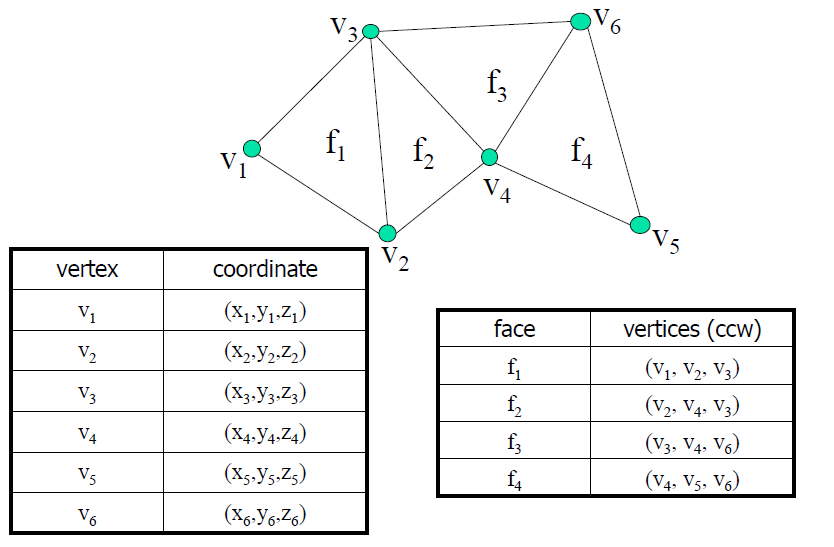 v₃
v₆
f₃
f₁
f₂
f₄
v₁
v₄
v₅
v₂
vertex coordinate
v₁ (x₁,y₁,z₁)
v₂ (x₂,y₂,z₂)
v₃ (x₃,y₃,z₃)
v₄ (x₄,y₄,z₄)
v₅ (x₅,y₅,z₅)
v₆ (x₆,y₆,z₆)
face vertices (ccw)
f₁ (v₁, v₂, v₃)
f₂ (v₂, v₄, v₃)
f₃ (v₃, v₄, v₆)
f₄ (v₄, v₅, v₆)